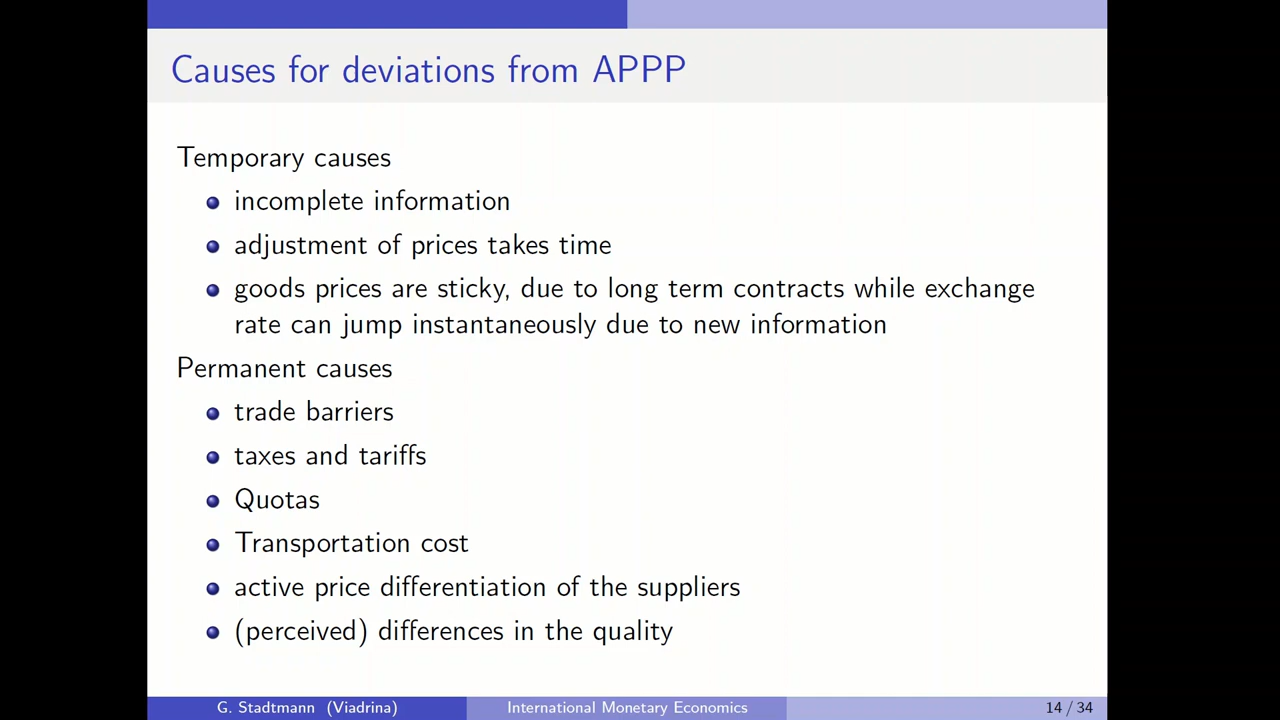 Causes for deviations from APPP
Temporary causes
incomplete information
adjustment of prices takes time
goods prices are sticky, due to long term contracts while exchange
rate can jump instantaneously due to new information
Permanent causes
trade barriers
taxes and tariffs
Quotas
Transportation cost
active price differentiation of the suppliers
(perceived) differences in the quality
G. Stadtmann (Viadrina) International Monetary Economics 14 / 34